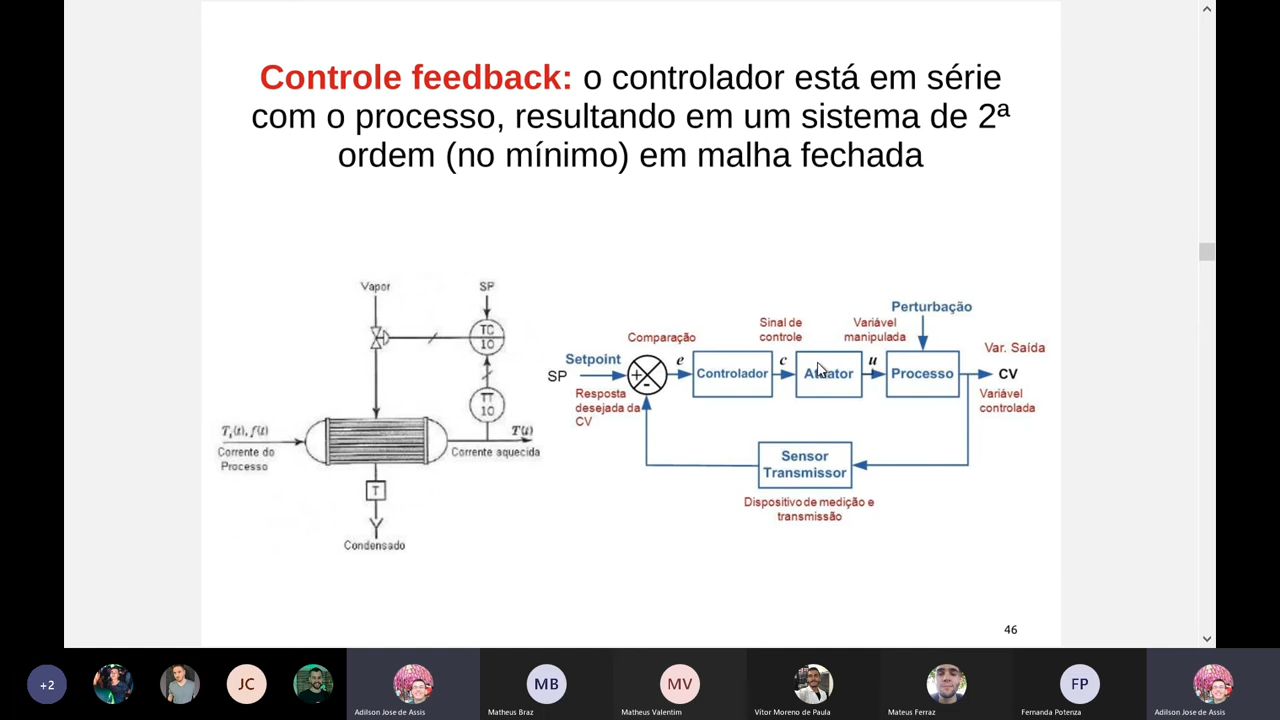 Controle feedback: o controlador está em série
com o processo, resultando em um sistema de 2ª
ordem (no mínimo) em malha fechada
Vapor
SP
TC
10
TT
10
Ts(t), f(t)
Corrente do
Processo
T(t)
Corrente aquecida
T
Condensado
Perturbação
Comparação
Sinal de
controle
Variável
manipulada
Var. Saída
Setpoint
SP
+
-
e
Controlador
c
Atuator
u
Processo
CV
Resposta
desejada da
CV
Variável
controlada
Sensor
Transmissor
Dispositivo de medição e
transmissão
46
+2
JC
MB
MV
FP
Adilson Jose de Assis
Matheus Braz
Matheus Valentim
Vítor Moreno de Paula
Mateus Ferraz
Fernanda Potenza
Adilson Jose de Assis